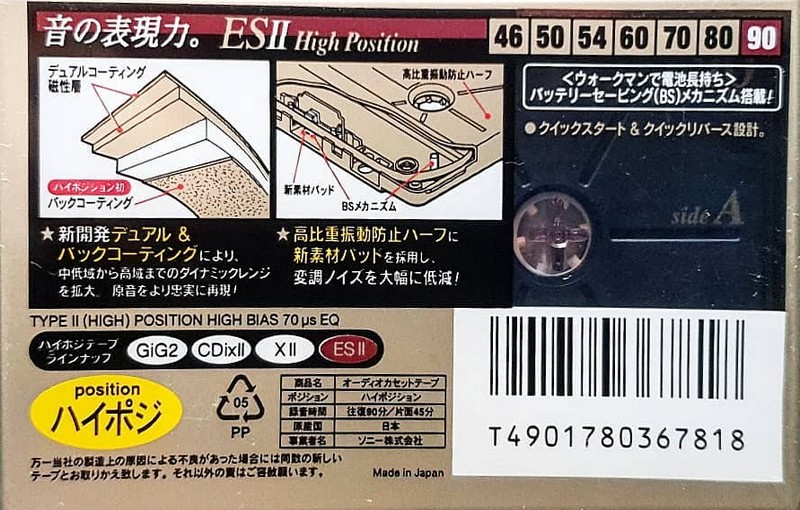 音の表現力。 ESII High Position
46 50 54 60 70 80 90
デュアルコーティング
磁性層
ハイポジション初
バックコーティング
高比重振動防止ハーフ
新素材パッド
BSメカニズム
<ウォークマンで電池長持ち>
バッテリーセービング(BS)メカニズム搭載!
●クイックスタート & クイックリバース設計。
side A
★新開発デュアル &
バックコーティングにより、
中低域から高域までのダイナミックレンジ
を拡大、原音をより忠実に再現!
★高比重振動防止ハーフに
新素材パッドを採用し、
変調ノイズを大幅に低減!
TYPE II (HIGH) POSITION HIGH BIAS 70 μs EQ
ハイポジテープ
ラインナップ
GiG2 CDixII XII ESII
position
ハイポジ
05
PP
商品名 オーディオカセットテープ
ポジション ハイポジション
録音時間 往復90分/片面45分
原産国 日本
事業者名 ソニー株式会社
万一当社の製造上の原因による不良があった場合には同数の新しい
テープとお取りかえ致します。それ以外の責はご容赦願います。
Made in Japan
T4901780367818